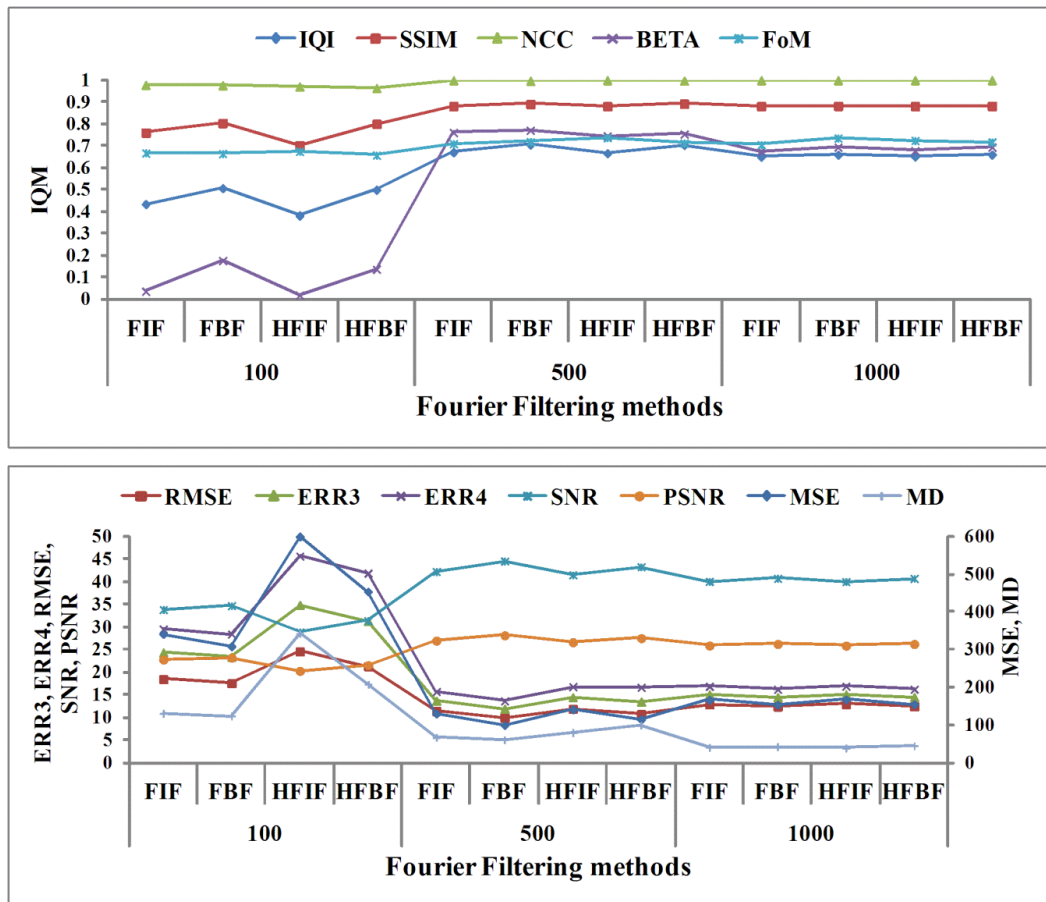 IQI SSIM NCC BETA FoM
IQM
1
0.9
0.8
0.7
0.6
0.5
0.4
0.3
0.2
0.1
0
FIF FBF HFIF HFBF FIF FBF HFIF HFBF FIF FBF HFIF HFBF
100 500 1000
Fourier Filtering methods
RMSE ERR3 ERR4 SNR PSNR MSE MD
ERR3, ERR4, RMSE,
SNR, PSNR
50 600
45
40 500
35
30 400
25 300
20
15 200
10 100
5
0 0
MSE, MD
FIF FBF HFIF HFBF FIF FBF HFIF HFBF FIF FBF HFIF HFBF
100 500 1000
Fourier Filtering methods